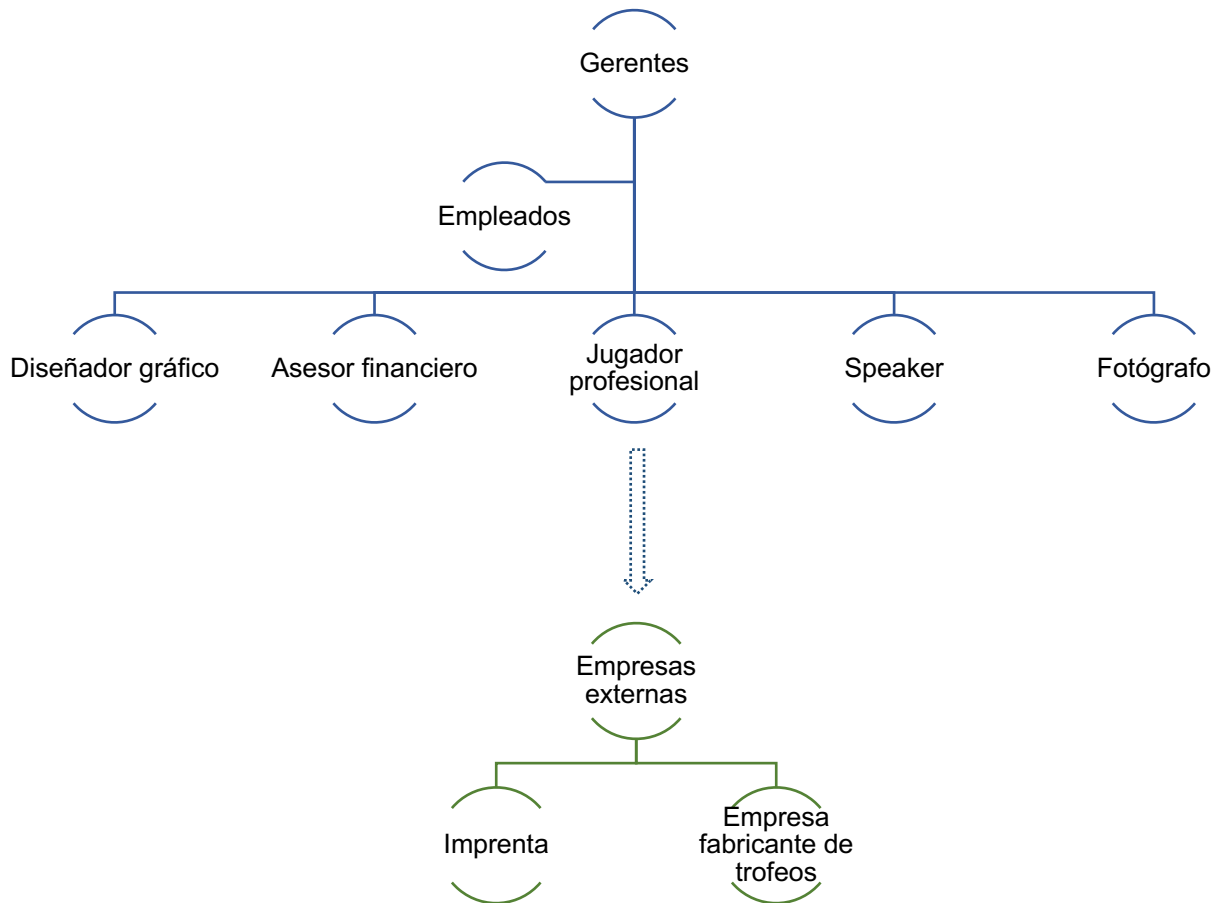 Gerentes
Empleados
Diseñador gráfico
Asesor financiero
Jugador
profesional
Speaker
Fotógrafo
Empresas
externas
Imprenta
Empresa
fabricante de
trofeos